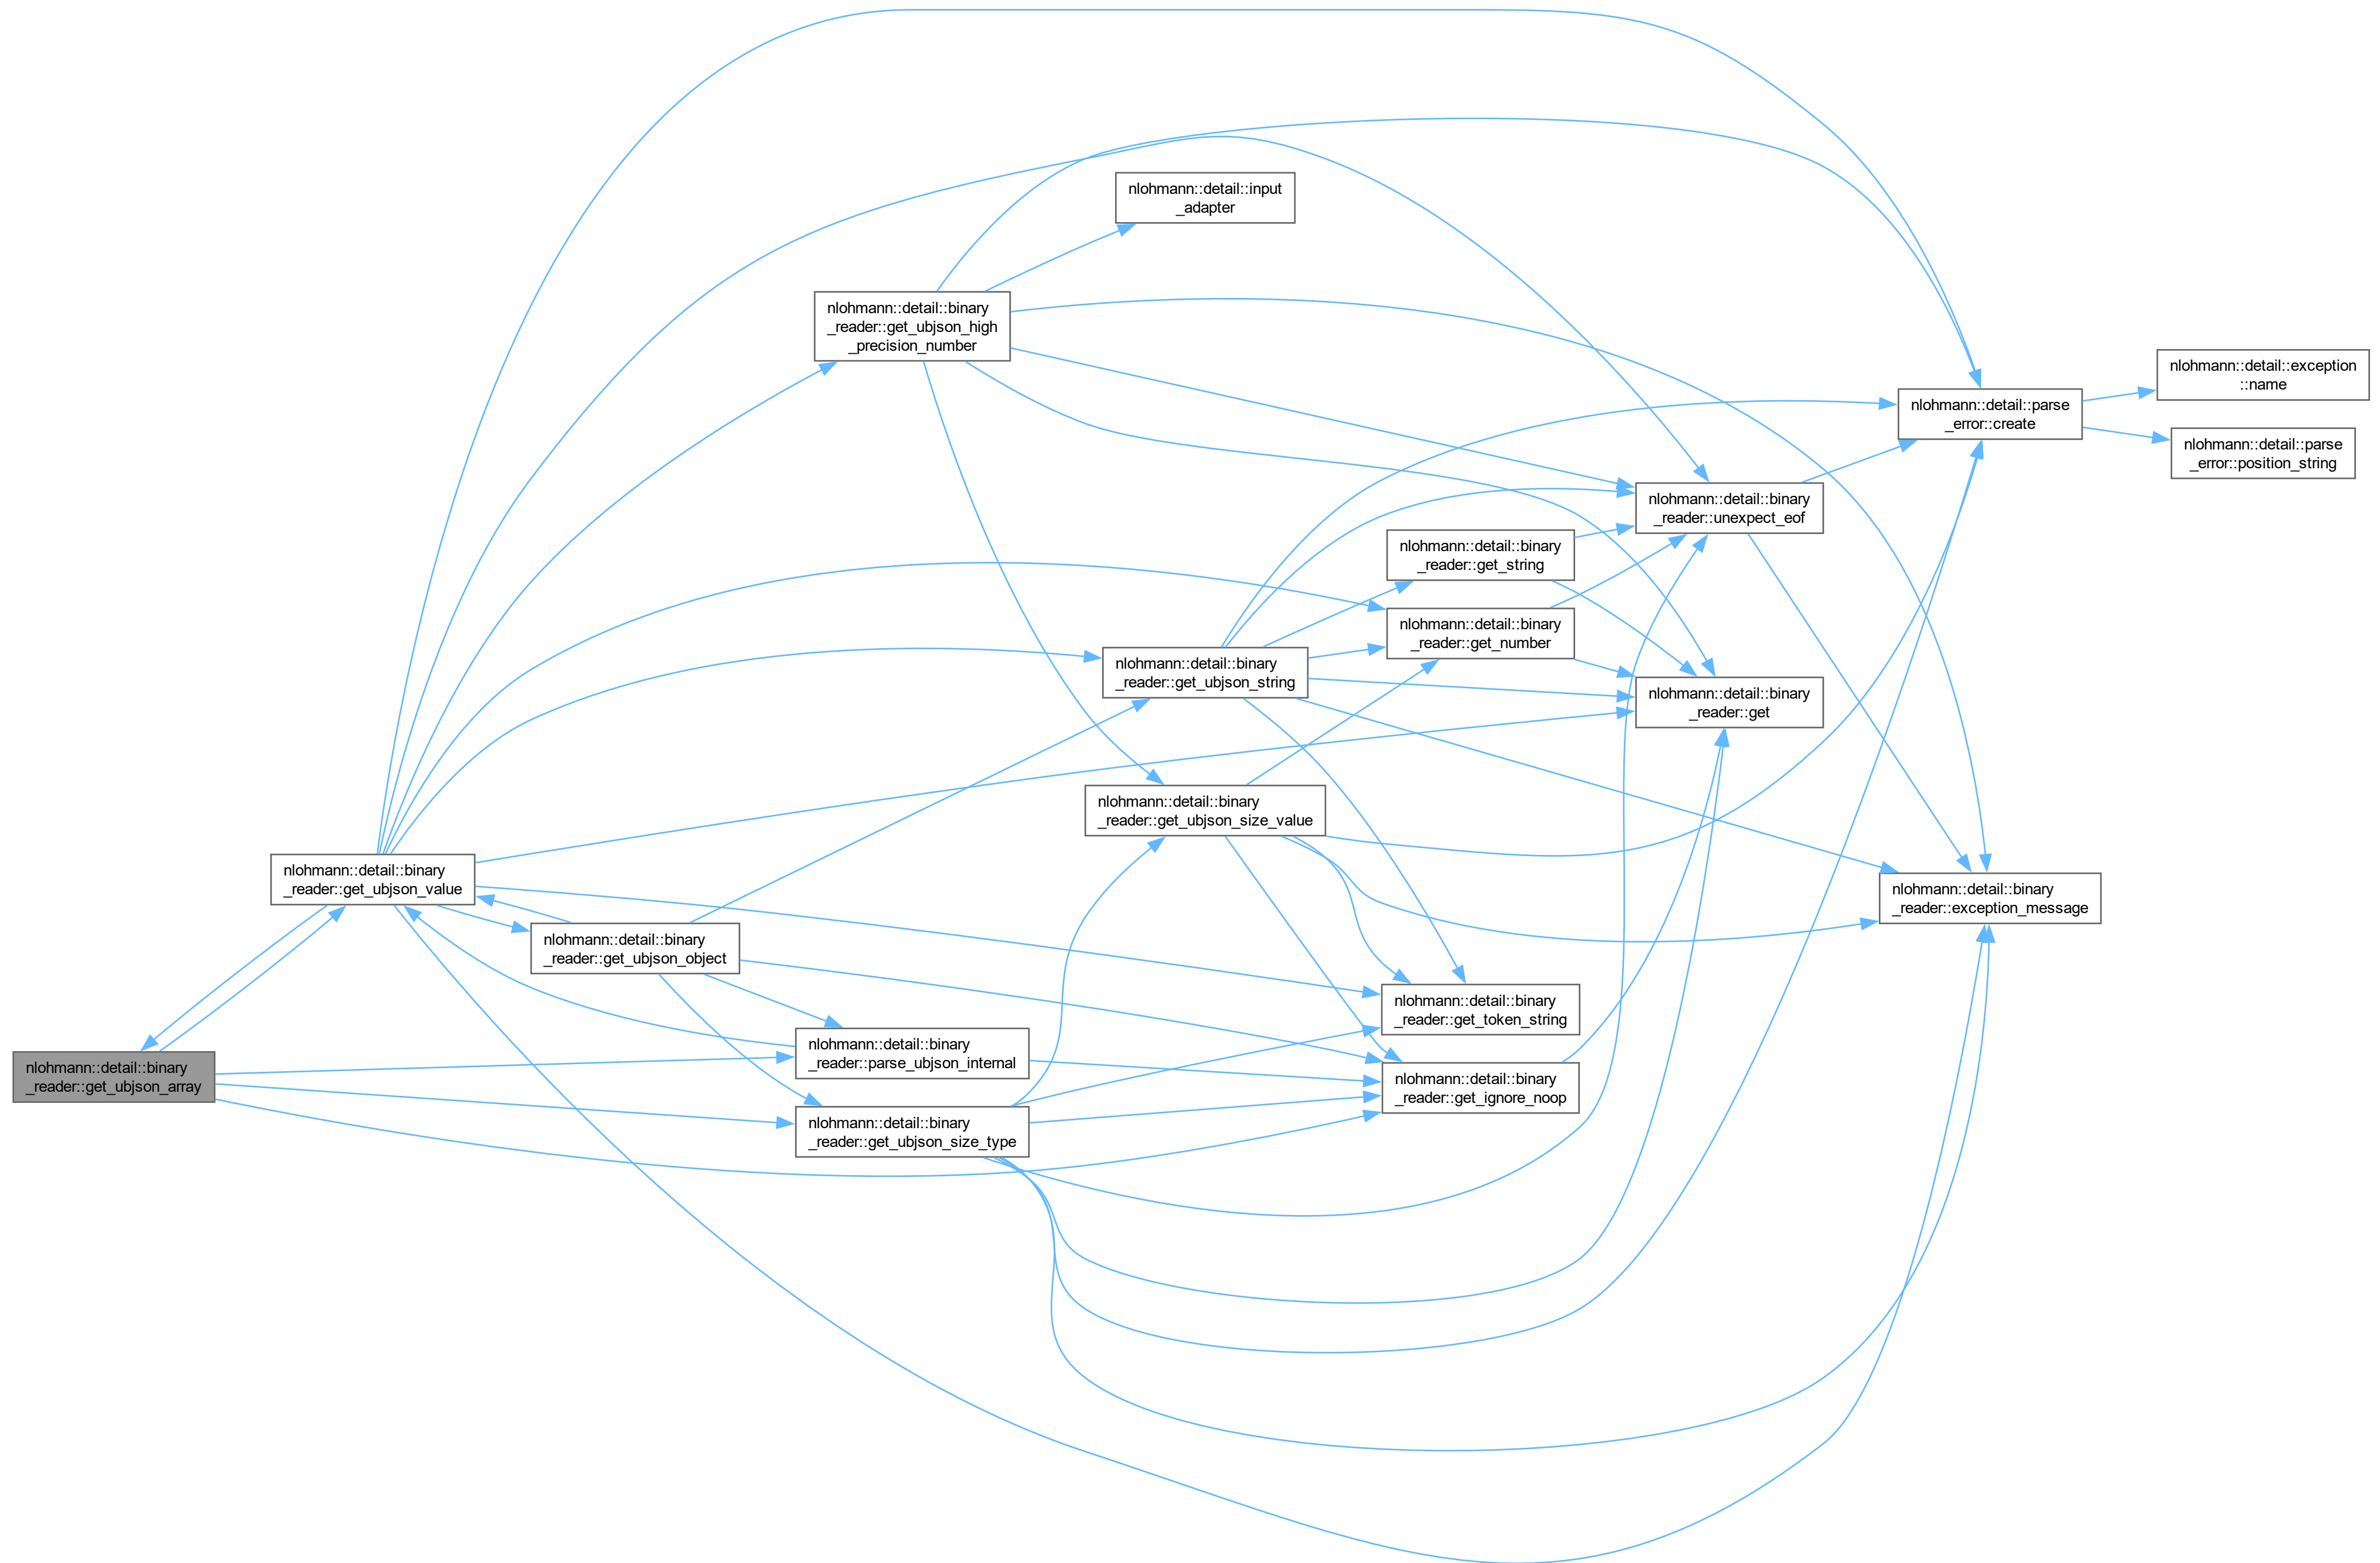 nlohmann::detail::input
_adapter
nlohmann::detail::binary
_reader::get_ubjson_high
_precision_number
nlohmann::detail::exception
::name
nlohmann::detail::parse
_error::create
nlohmann::detail::parse
_error::position_string
nlohmann::detail::binary
_reader::unexpect_eof
nlohmann::detail::binary
_reader::get_string
nlohmann::detail::binary
_reader::get_number
nlohmann::detail::binary
_reader::get_ubjson_string
nlohmann::detail::binary
_reader::get
nlohmann::detail::binary
_reader::get_ubjson_size_value
nlohmann::detail::binary
_reader::get_ubjson_value
nlohmann::detail::binary
_reader::exception_message
nlohmann::detail::binary
_reader::get_ubjson_object
nlohmann::detail::binary
_reader::get_token_string
nlohmann::detail::binary
_reader::parse_ubjson_internal
nlohmann::detail::binary
_reader::get_ubjson_array
nlohmann::detail::binary
_reader::get_ignore_noop
nlohmann::detail::binary
_reader::get_ubjson_size_type